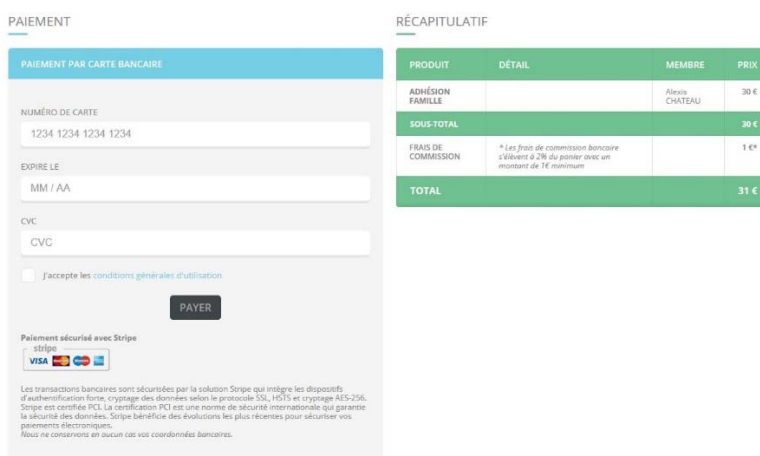 PAIEMENT
PAIEMENT PAR CARTE BANCAIRE
NUMÉRO DE CARTE
1234 1234 1234 1234
EXPIRE LE
MM / AA
CVC
CVC
J'accepte les conditions générales d'utilisation
PAYER
Paiement sécurisé avec Stripe
stripe
VISA
Les transactions bancaires sont sécurisées par la solution Stripe qui intègre les dispositifs
d'authentification forte, cryptage des données selon le protocole SSL, HSTS et cryptage AES-256.
Stripe est certifiée PCI. La certification PCI est une norme de sécurité internationale qui garantie
la sécurité des données. Stripe bénéficie des évolutions les plus récentes pour sécuriser vos
paiements électroniques.
Nous ne conservons en aucun cas vos coordonnées bancaires.
RÉCAPITULATIF
PRODUIT DÉTAIL MEMBRE PRIX
ADHÉSION Alexis 30 €
FAMILLE CHATEAU
SOUS-TOTAL 30 €
FRAIS DE * Les frais de commission bancaire 1 €*
COMMISSION s'élèvent à 2% du panier avec un
montant de 1€ minimum
TOTAL 31 €